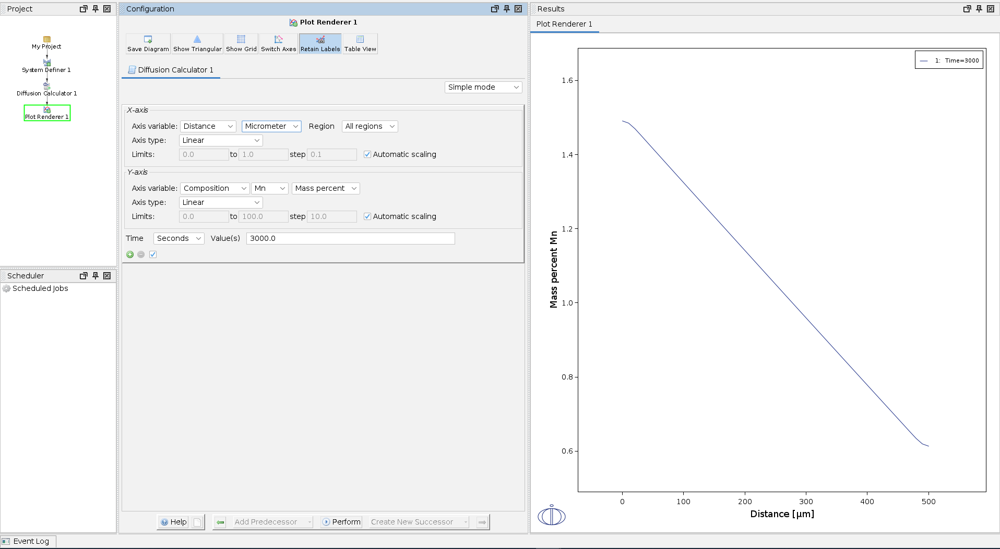 Project
My Project
System Definer 1
Diffusion Calculator 1
Plot Renderer 1
Scheduler
Scheduled Jobs
Event Log
Configuration
Plot Renderer 1
Save Diagram Show Triangular Show Grid Switch Axes Retain Labels Table View
Diffusion Calculator 1
Simple mode
X-axis
Axis variable: Distance Micrometer Region All regions
Axis type: Linear
Limits: 0.0 to 1.0 step 0.1 Automatic scaling
Y-axis
Axis variable: Composition Mn Mass percent
Axis type: Linear
Limits: 0.0 to 100.0 step 10.0 Automatic scaling
Time Seconds Value(s) 3000.0
Help Add Predecessor Perform Create New Successor
Results
Plot Renderer 1
1: Time=3000
1.6
1.4
1.2
1.0
0.8
0.6
Mass percent Mn
0 100 200 300 400 500
Distance [µm]